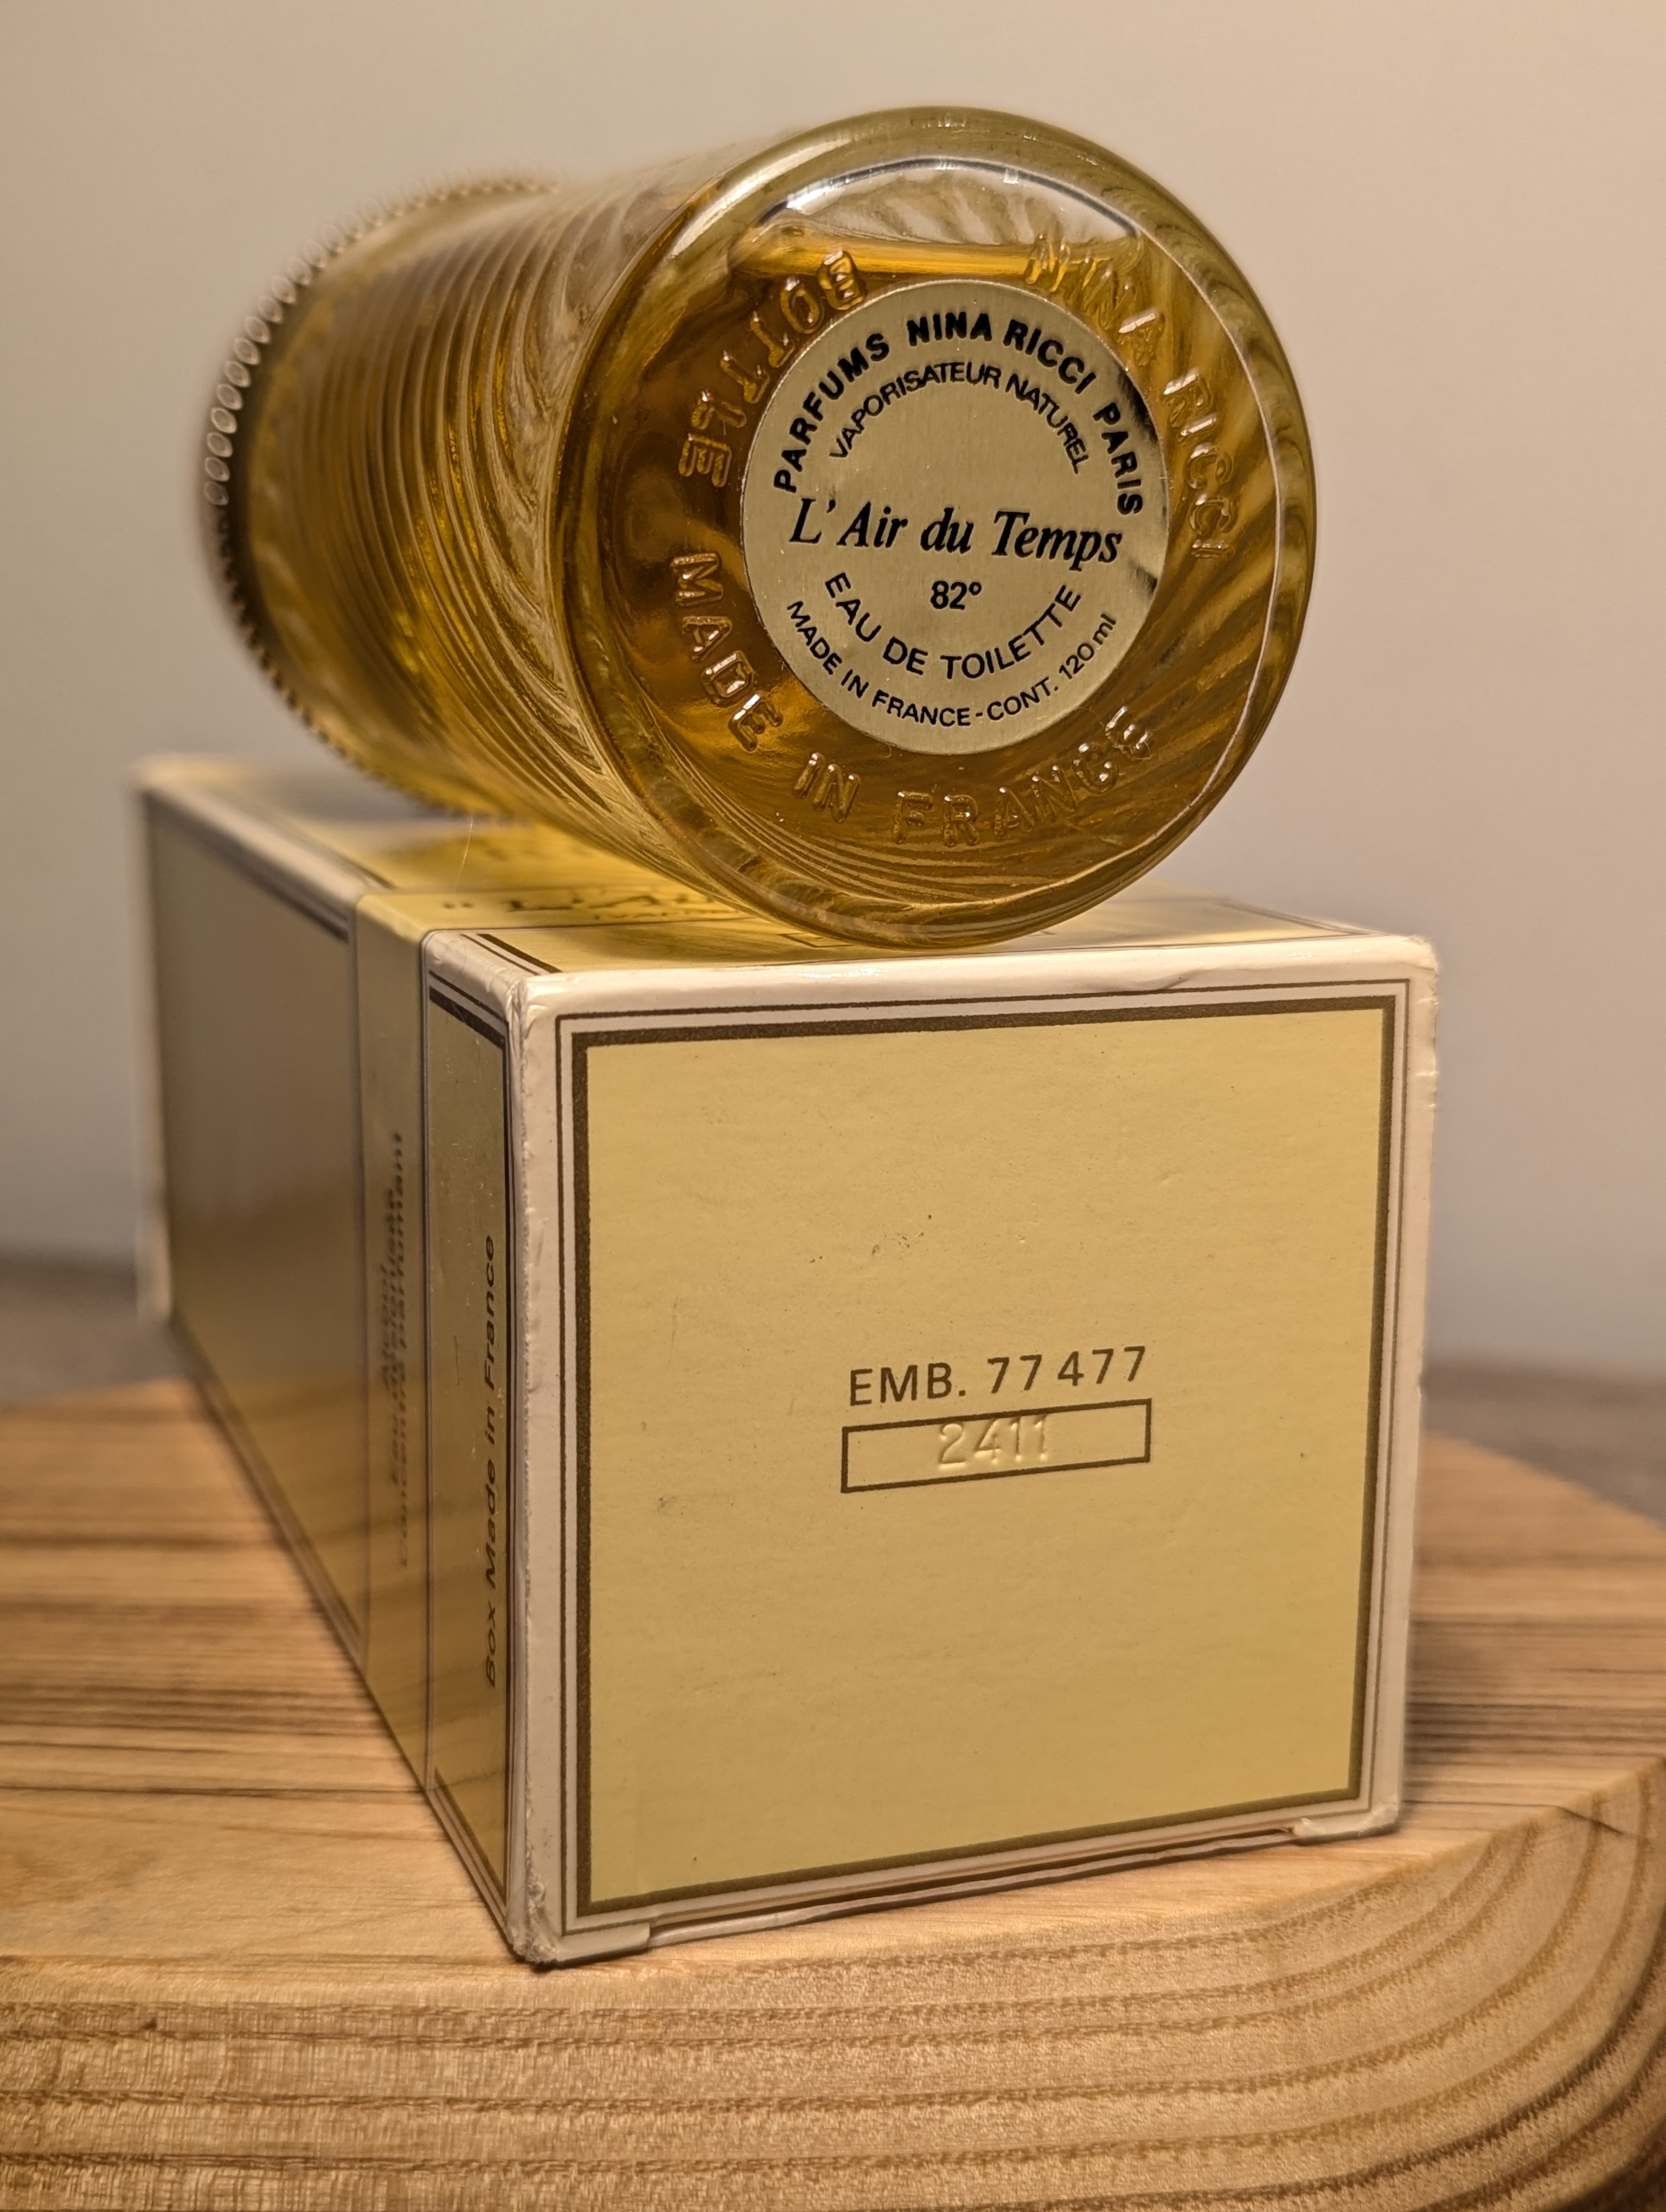 BOTTLE
NINA RICCI
MADE IN FRANCE
PARFUMS NINA RICCI PARIS
VAPORISATEUR NATUREL
L'Air du Temps
82°
EAU DE TOILETTE
MADE IN FRANCE - CONT. 120 ml
Box Made in France
EMB. 77 477
2411